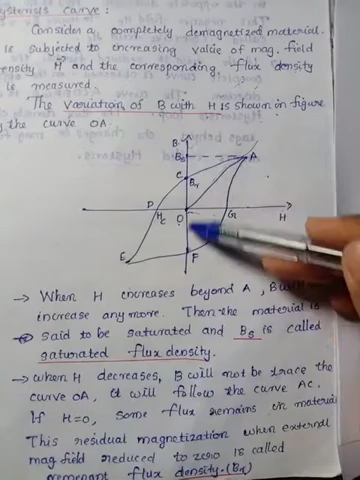 ysteresis Curve:
Consider a completely demagnetized material
is subjected to increasing value of mag. field
ensity H and the corresponding flux density
is measured.
The variation of B with H is shown in figure
y the curve OA.
B
Bs
A
C
Br
D
Hc
O
G
H
E
F
→ When H increases beyond A, B
increase any more. Then the material is
said to be saturated and Bs is called
saturated flux density.
→ when H decreases, B will not be trace the
curve OA, it will follow the curve AC.
If H=0, some flux remains in material
This residual magnetization when external
mag field reduced to zero is called
remenant flux density. (Br)